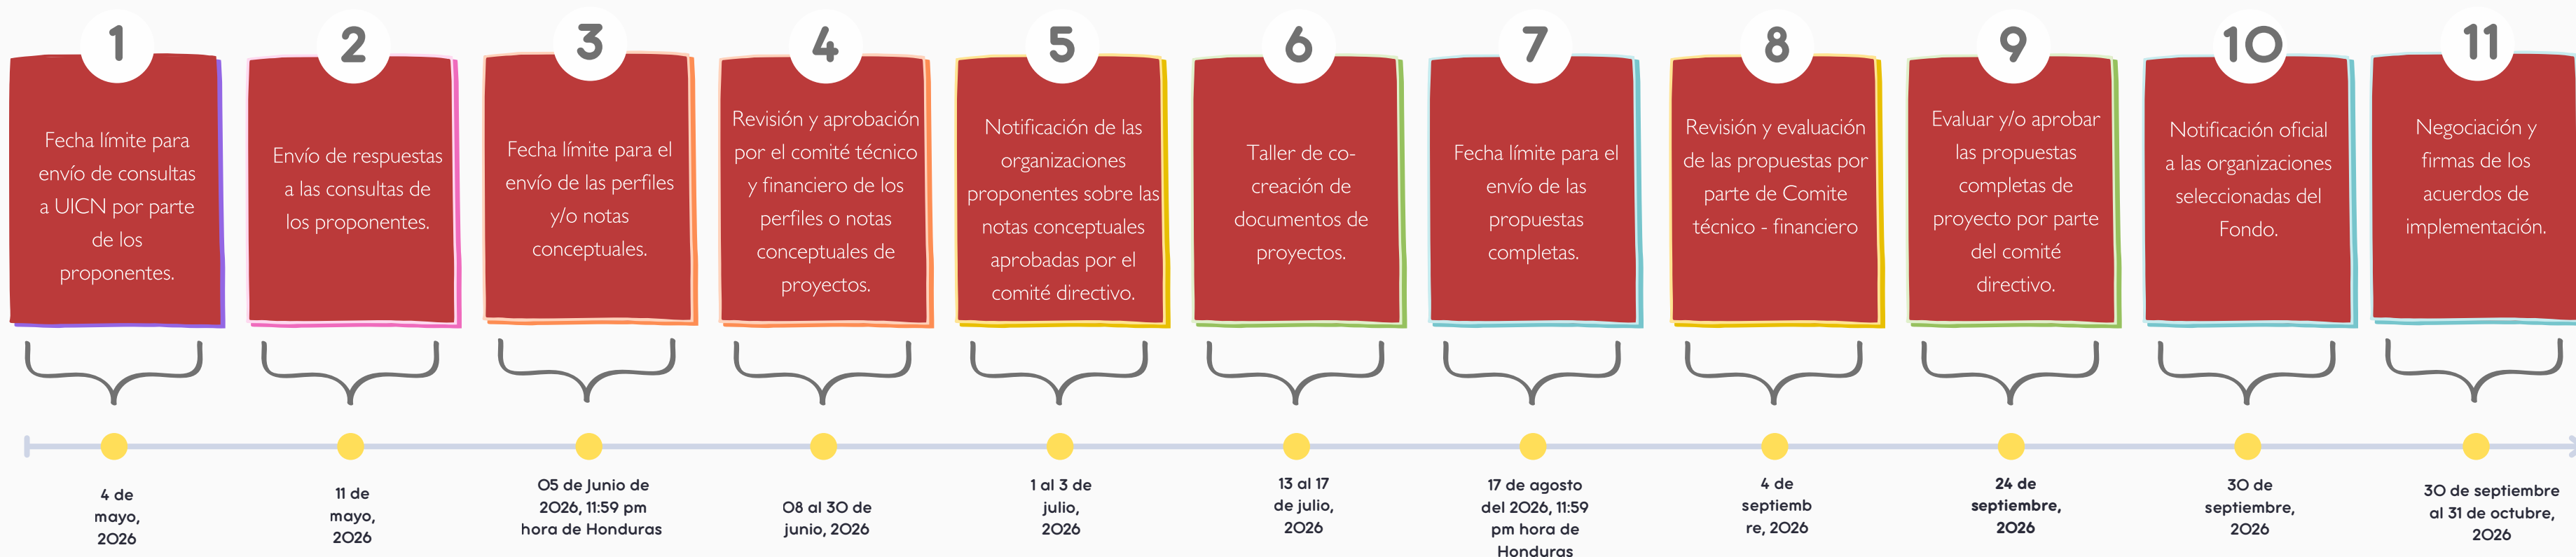 1
Fecha límite para
envío de consultas
a UICN por parte
de los
proponentes.
4 de
mayo,
2026
2
Envío de respuestas
a las consultas de
los proponentes.
11 de
mayo,
2026
3
Fecha límite para el
envío de las perfiles
y/o notas
conceptuales.
05 de Junio de
2026, 11:59 pm
hora de Honduras
4
Revisión y aprobación
por el comité técnico
y financiero de los
perfiles o notas
conceptuales de
proyectos.
08 al 30 de
junio, 2026
5
Notificación de las
organizaciones
proponentes sobre las
notas conceptuales
aprobadas por el
comité directivo.
1 al 3 de
julio,
2026
6
Taller de co-
creación de
documentos de
proyectos.
13 al 17
de julio,
2026
7
Fecha límite para el
envío de las
propuestas
completas.
17 de agosto
del 2026, 11:59
pm hora de
Honduras
8
Revisión y evaluación
de las propuestas por
parte de Comite
técnico - financiero
4 de
septiemb
re, 2026
9
Evaluar y/o aprobar
las propuestas
completas de
proyecto por parte
del comité
directivo.
24 de
septiembre,
2026
10
Notificación oficial
a las organizaciones
seleccionadas del
Fondo.
30 de
septiembre,
2026
11
Negociación y
firmas de los
acuerdos de
implementación.
30 de septiembre
al 31 de octubre,
2026